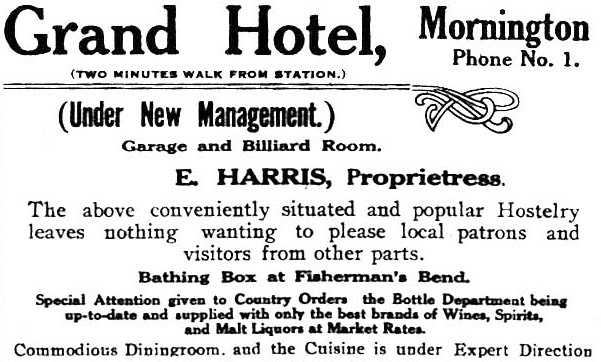 Grand Hotel, Mornington
Phone No. 1.
(TWO MINUTES WALK FROM STATION.)
(Under New Management.)
Garage and Billiard Room.
E. HARRIS, Proprietress.
The above conveniently situated and popular Hostelry
leaves nothing wanting to please local patrons and
visitors from other parts.
Bathing Box at Fisherman's Bend.
Special Attention given to Country Orders the Bottle Department being
up-to-date and supplied with only the best brands of Wines, Spirits,
and Malt Liquors at Market Rates.
Commodious Diningroom, and the Cuisine is under Expert Direction